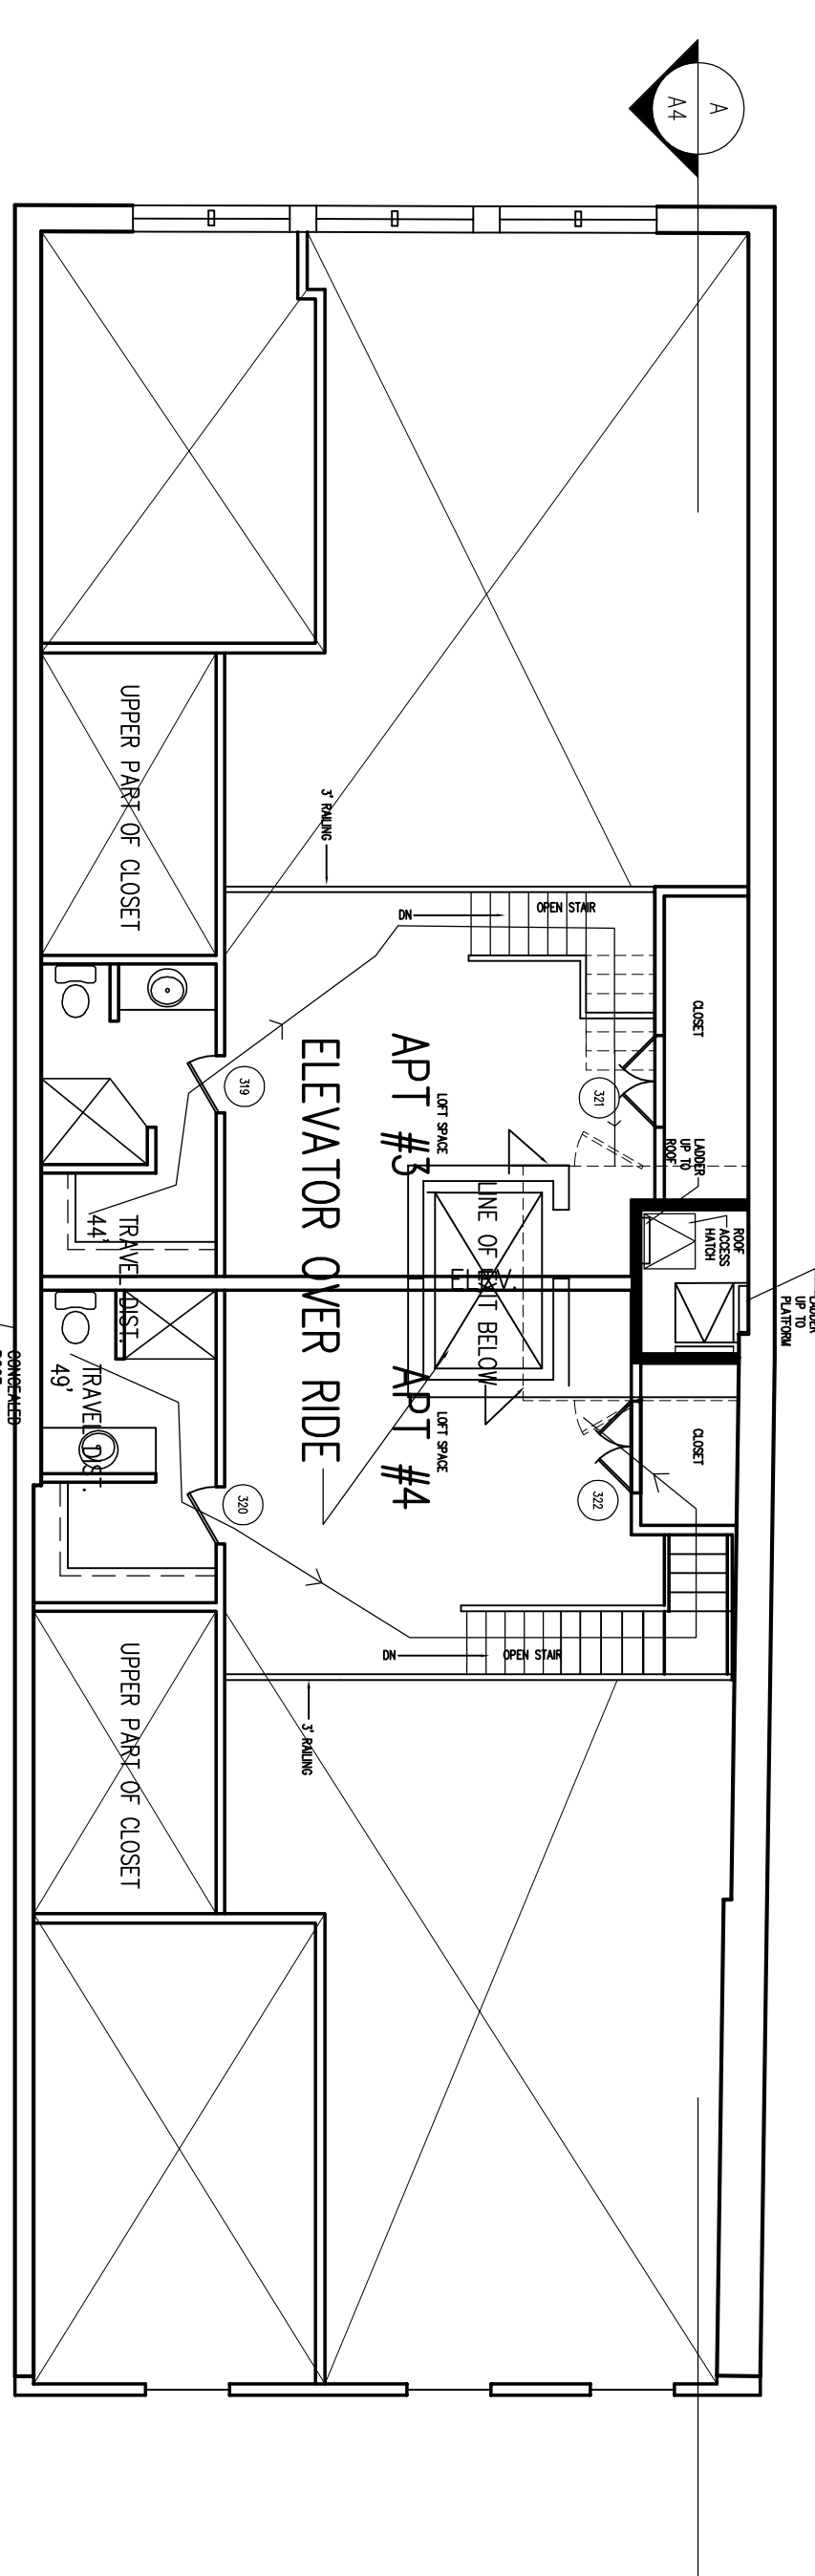 A
A4
UPPER PART OF CLOSET
3' RAILING
DN
OPEN STAIR
CLOSET
319
321
APT #3
LOFT SPACE
ELEVATOR OVER RIDE
LADDER
UP TO
ROOF
ROOF
ACCESS
HATCH
LADDER
UP TO
PLATFORM
LINE OF EXIT BELOW
ELEV.
TRAVEL DIST.
44'
TRAVEL DIST.
49'
CONCEALED
APT #4
LOFT SPACE
CLOSET
320
322
DN
OPEN STAIR
3' RAILING
UPPER PART OF CLOSET